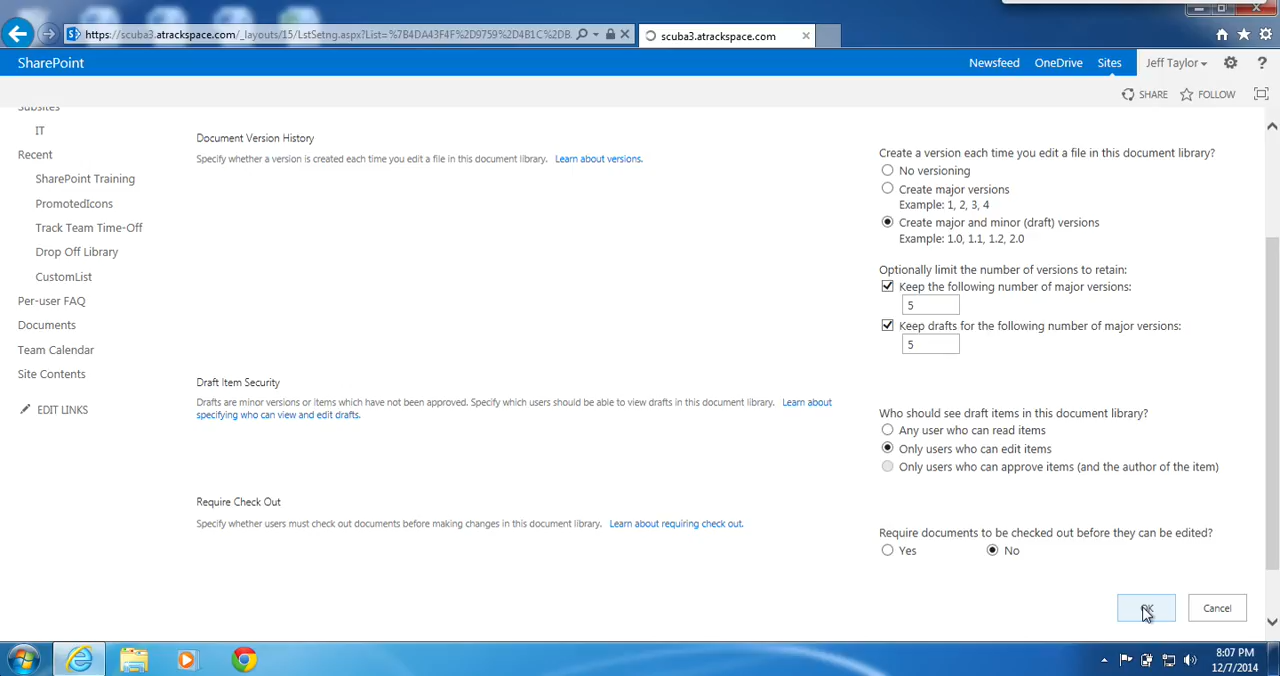 https://scuba3.atrackspace.com/_layouts/15/LstSetng.aspx?List=%7B4DA43F4F%2D9759%2D4B1C%2DB.
scuba3.atrackspace.com
SharePoint
Newsfeed OneDrive Sites Jeff Taylor ?
SHARE FOLLOW
Subsites
IT
Recent
SharePoint Training
PromotedIcons
Track Team Time-Off
Drop Off Library
CustomList
Per-user FAQ
Documents
Team Calendar
Site Contents
EDIT LINKS
Document Version History
Specify whether a version is created each time you edit a file in this document library. Learn about versions.
Create a version each time you edit a file in this document library?
No versioning
Create major versions
Example: 1, 2, 3, 4
Create major and minor (draft) versions
Example: 1.0, 1.1, 1.2, 2.0
Optionally limit the number of versions to retain:
Keep the following number of major versions:
5
Keep drafts for the following number of major versions:
5
Draft Item Security
Drafts are minor versions or items which have not been approved. Specify which users should be able to view drafts in this document library. Learn about
specifying who can view and edit drafts.
Who should see draft items in this document library?
Any user who can read items
Only users who can edit items
Only users who can approve items (and the author of the item)
Require Check Out
Specify whether users must check out documents before making changes in this document library. Learn about requiring check out.
Require documents to be checked out before they can be edited?
Yes No
OK Cancel
8:07 PM
12/7/2014